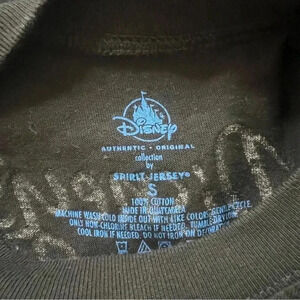 Disney
AUTHENTIC • ORIGINAL
collection
by
SPIRIT JERSEY®
S
100% COTTON
MADE IN GUATEMALA
MACHINE WASH COLD INSIDE OUT WITH LIKE COLORS, GENTLE CYCLE.
ONLY NON-CHLORINE BLEACH IF NEEDED. TUMBLE DRY LOW.
COOL IRON IF NEEDED. DO NOT IRON ON DECORATION.